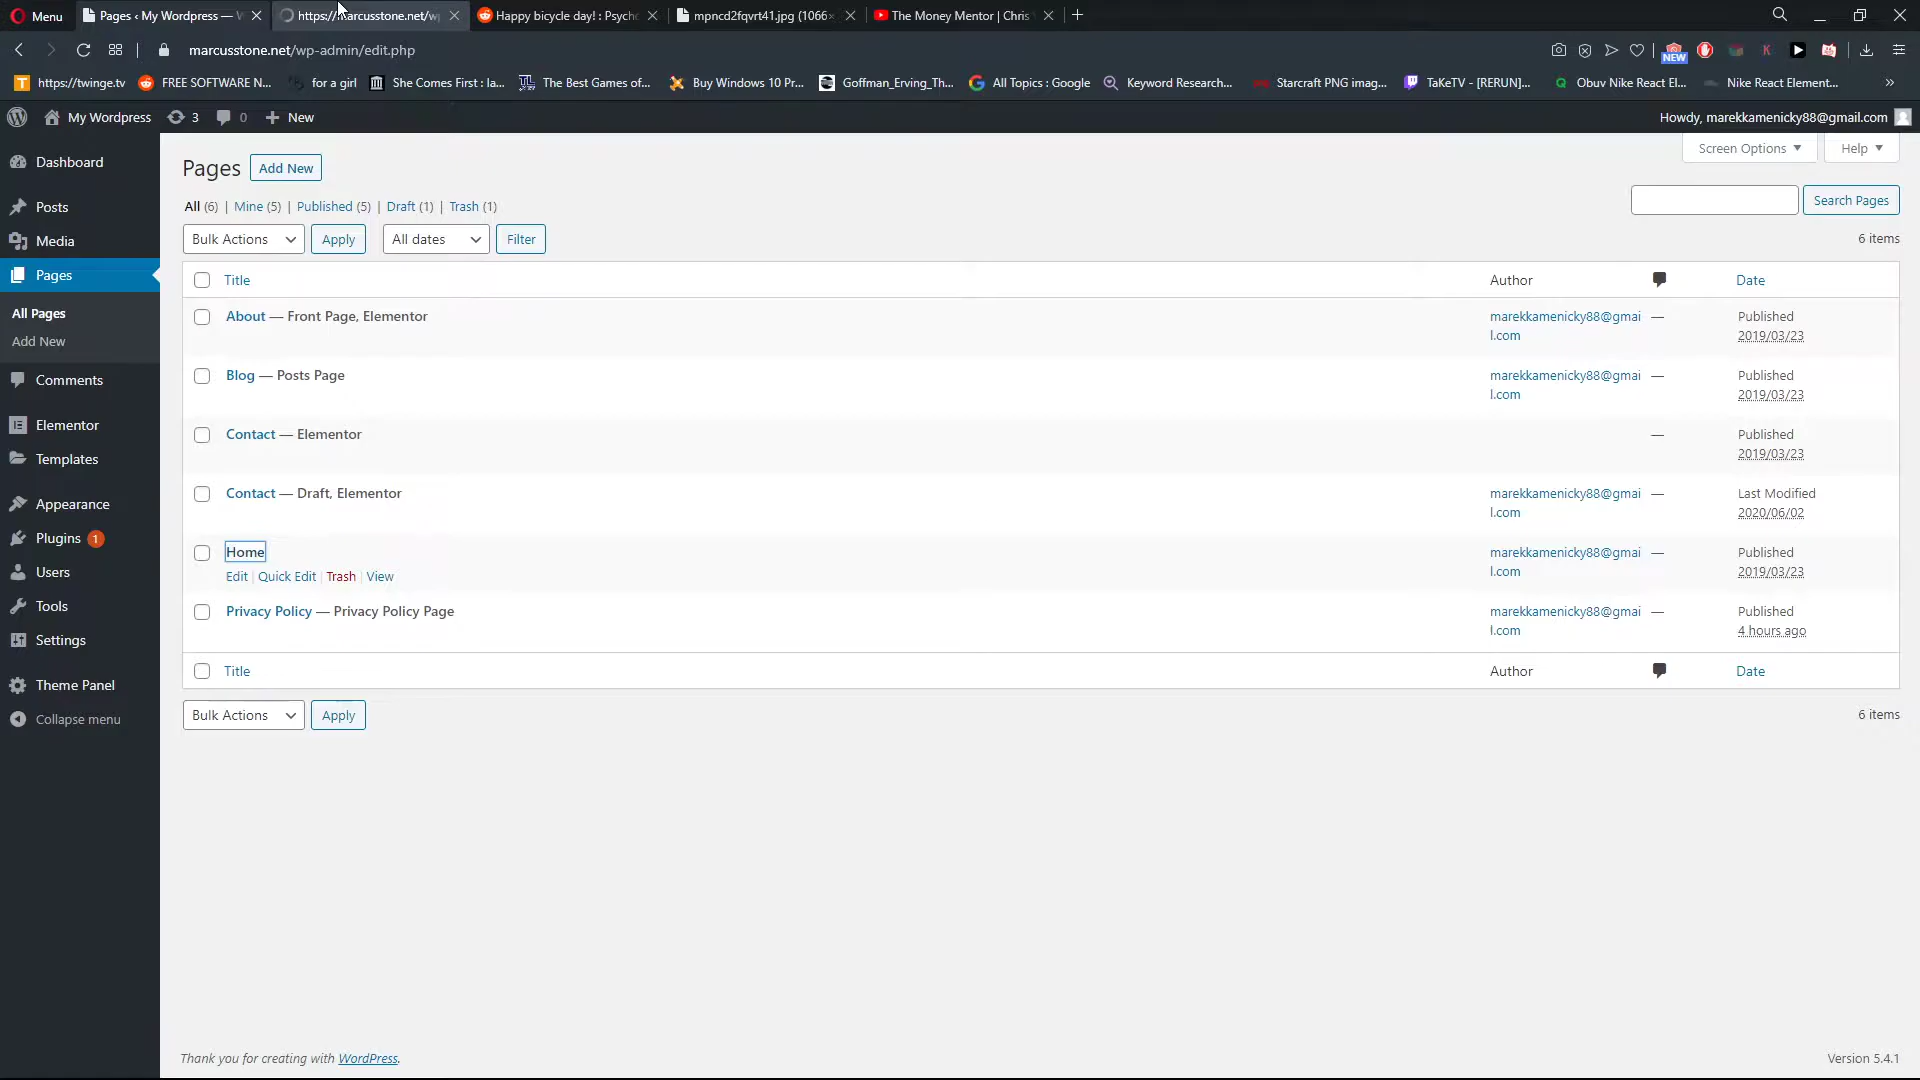 Menu
Pages ‹ My Wordpress — W
https://marcusstone.net/wp
Happy bicycle day! : Psych
mpncd2fqvrt41.jpg (1066×
The Money Mentor | Chris
marcusstone.net/wp-admin/edit.php
NEW
https://twinge.tv
FREE SOFTWARE N...
for a girl
She Comes First : la...
The Best Games of...
Buy Windows 10 Pr...
Goffman_Erving_Th...
All Topics : Google
Keyword Research...
Starcraft PNG imag...
TaKeTV - [RERUN]...
Obuv Nike React El...
Nike React Element...
»
My Wordpress
3
0
New
Howdy, marekkamenicky88@gmail.com
Screen Options
Help
Dashboard
Posts
Media
Pages
All Pages
Add New
Comments
Elementor
Templates
Appearance
Plugins 1
Users
Tools
Settings
Theme Panel
Collapse menu
Pages
Add New
All (6) | Mine (5) | Published (5) | Draft (1) | Trash (1)
Search Pages
Bulk Actions
Apply
All dates
Filter
6 items
Title
Author
Date
About — Front Page, Elementor
marekkamenicky88@gmai
l.com
—
Published
2019/03/23
Blog — Posts Page
marekkamenicky88@gmai
l.com
—
Published
2019/03/23
Contact — Elementor
—
Published
2019/03/23
Contact — Draft, Elementor
marekkamenicky88@gmai
l.com
—
Last Modified
2020/06/02
Home
Edit | Quick Edit | Trash | View
marekkamenicky88@gmai
l.com
—
Published
2019/03/23
Privacy Policy — Privacy Policy Page
marekkamenicky88@gmai
l.com
—
Published
4 hours ago
Title
Author
Date
Bulk Actions
Apply
6 items
Thank you for creating with WordPress.
Version 5.4.1